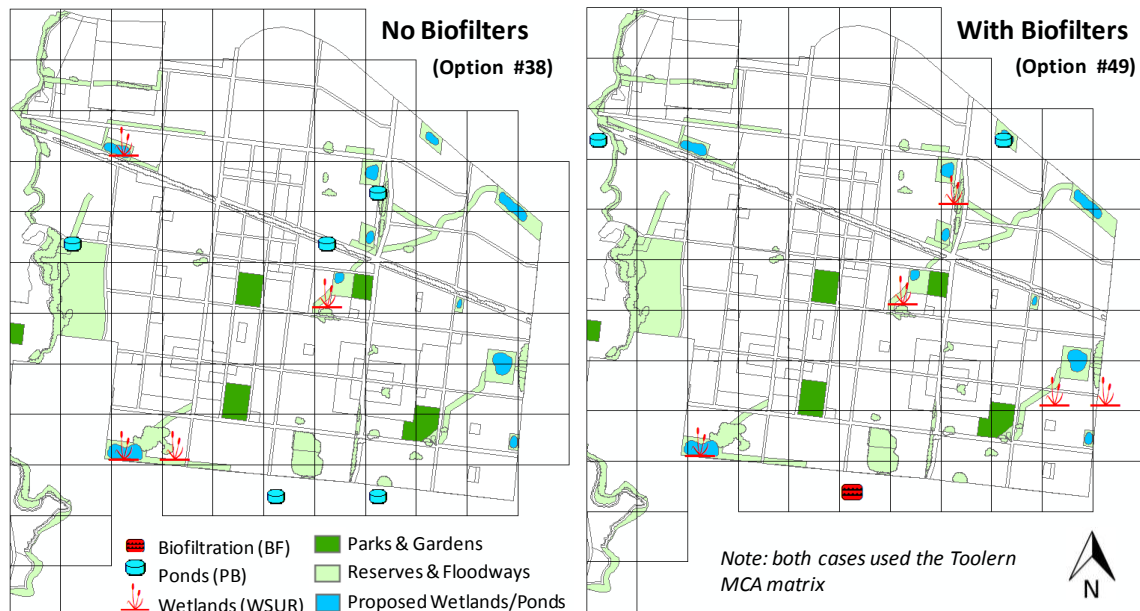 No Biofilters
(Option #38)
With Biofilters
(Option #49)
Biofiltration (BF)
Ponds (PB)
Wetlands (WSUR)
Parks & Gardens
Reserves & Floodways
Proposed Wetlands/Ponds
Note: both cases used the Toolern
MCA matrix
N